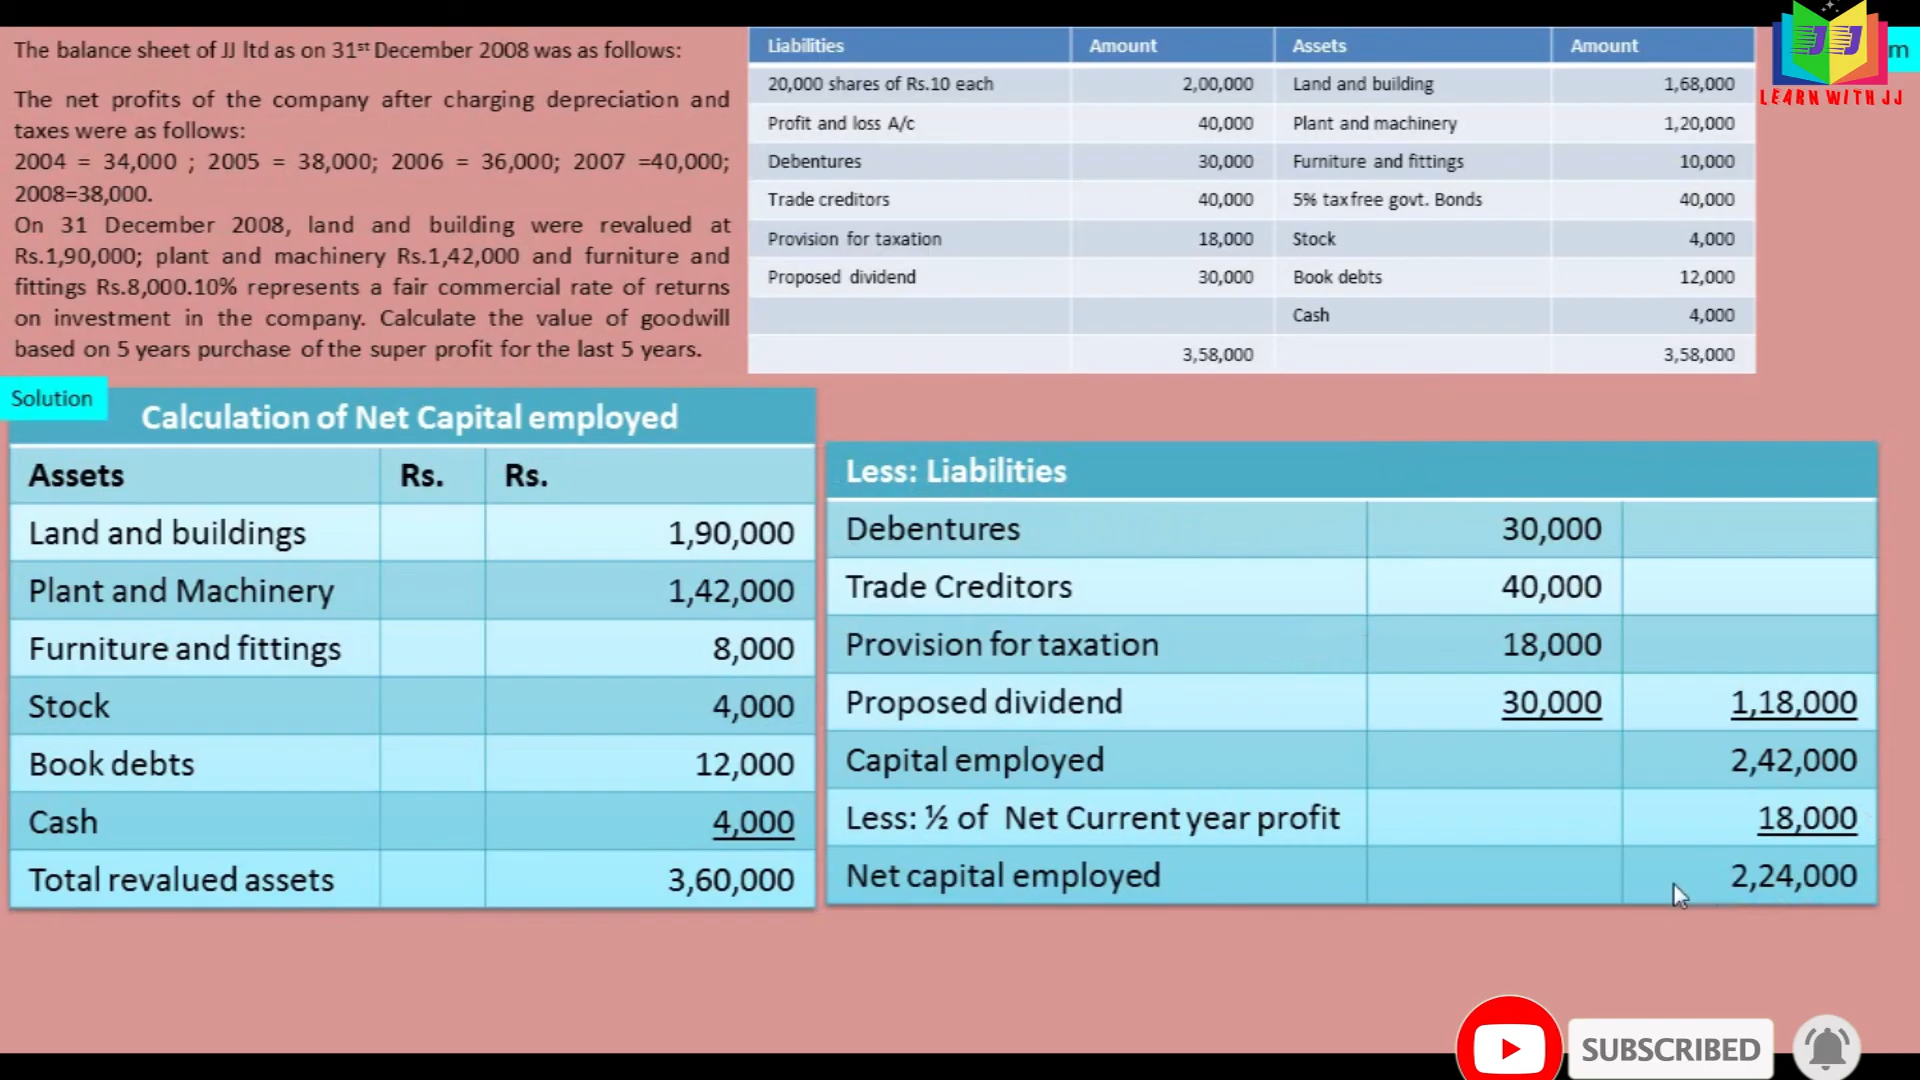 The balance sheet of JJ ltd as on 31st December 2008 was as follows:
The net profits of the company after charging depreciation and
taxes were as follows:
2004 = 34,000 ; 2005 = 38,000; 2006 = 36,000; 2007 =40,000;
2008=38,000.
On 31 December 2008, land and building were revalued at
Rs.1,90,000; plant and machinery Rs.1,42,000 and furniture and
fittings Rs.8,000.10% represents a fair commercial rate of returns
on investment in the company. Calculate the value of goodwill
based on 5 years purchase of the super profit for the last 5 years.
Liabilities Amount Assets Amount
20,000 shares of Rs.10 each 2,00,000 Land and building 1,68,000
Profit and loss A/c 40,000 Plant and machinery 1,20,000
Debentures 30,000 Furniture and fittings 10,000
Trade creditors 40,000 5% taxfree govt. Bonds 40,000
Provision for taxation 18,000 Stock 4,000
Proposed dividend 30,000 Book debts 12,000
Cash 4,000
3,58,000 3,58,000
JJ
LEARN WITH JJ
m
Solution
Calculation of Net Capital employed
Assets Rs. Rs.
Land and buildings 1,90,000
Plant and Machinery 1,42,000
Furniture and fittings 8,000
Stock 4,000
Book debts 12,000
Cash 4,000
Total revalued assets 3,60,000
Less: Liabilities
Debentures 30,000
Trade Creditors 40,000
Provision for taxation 18,000
Proposed dividend 30,000 1,18,000
Capital employed 2,42,000
Less: ½ of Net Current year profit 18,000
Net capital employed 2,24,000
SUBSCRIBED